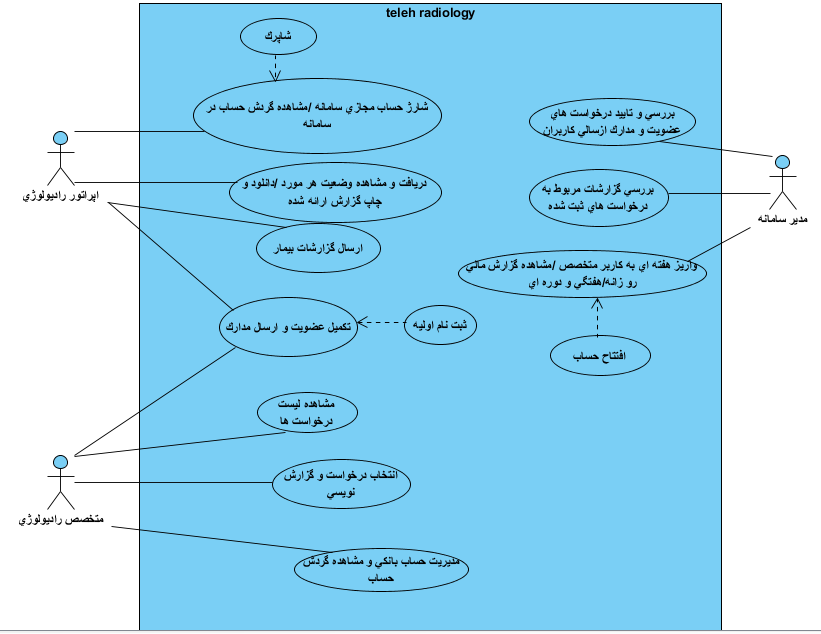 teleh radiology
شاپرك
شارژ حساب مجازي سامانه /مشاهده گردش حساب در
سامانه
دريافت و مشاهده وضعيت هر مورد /دانلود و
چاپ گزارش ارائه شده
ارسال گزارشات بيمار
تكميل عضويت و ارسال مدارك
ثبت نام اوليه
مشاهده ليست
درخواست ها
انتخاب درخواست و گزارش
نويسي
مديريت حساب بانكي و مشاهده گردش
حساب
بررسي و تاييد درخواست هاي
عضويت و مدارك ارسالي كاربران
بررسي گزارشات مربوط به
درخواست هاي ثبت شده
واريز هفته اي به كاربر متخصص /مشاهده گزارش مالي
رو زانه/هفتگي و دوره اي
افتتاح حساب
اپراتور راديولوژي
متخصص راديولوژي
مدير سامانه